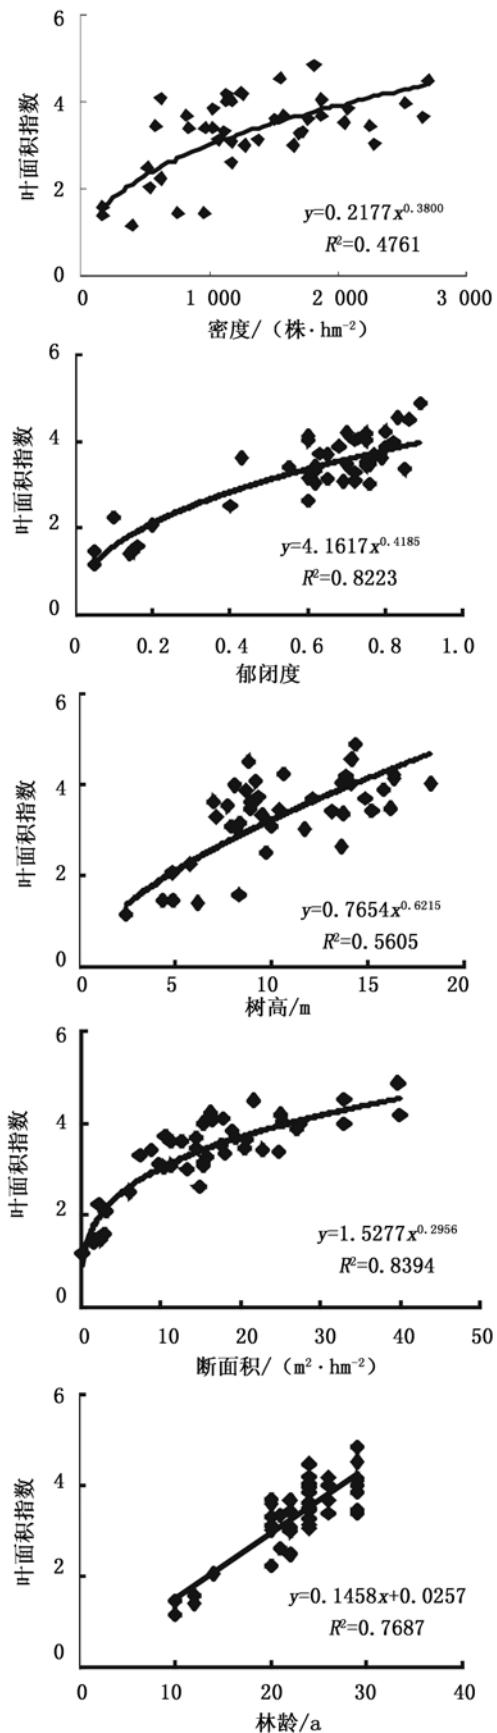 6
4
2
0
叶面积指数
y=0.2177x^0.3800
R²=0.4761
0 1 000 2 000 3 000
密度/（株·hm⁻²）
6
4
2
0
叶面积指数
y=4.1617x^0.4185
R²=0.8223
0 0.2 0.4 0.6 0.8 1.0
郁闭度
6
4
2
0
叶面积指数
y=0.7654x^0.6215
R²=0.5605
0 5 10 15 20
树高/m
6
4
2
0
叶面积指数
y=1.5277x^0.2956
R²=0.8394
0 10 20 30 40 50
断面积/（m²·hm⁻²）
6
4
2
0
叶面积指数
y=0.1458x+0.0257
R²=0.7687
0 10 20 30 40
林龄/a